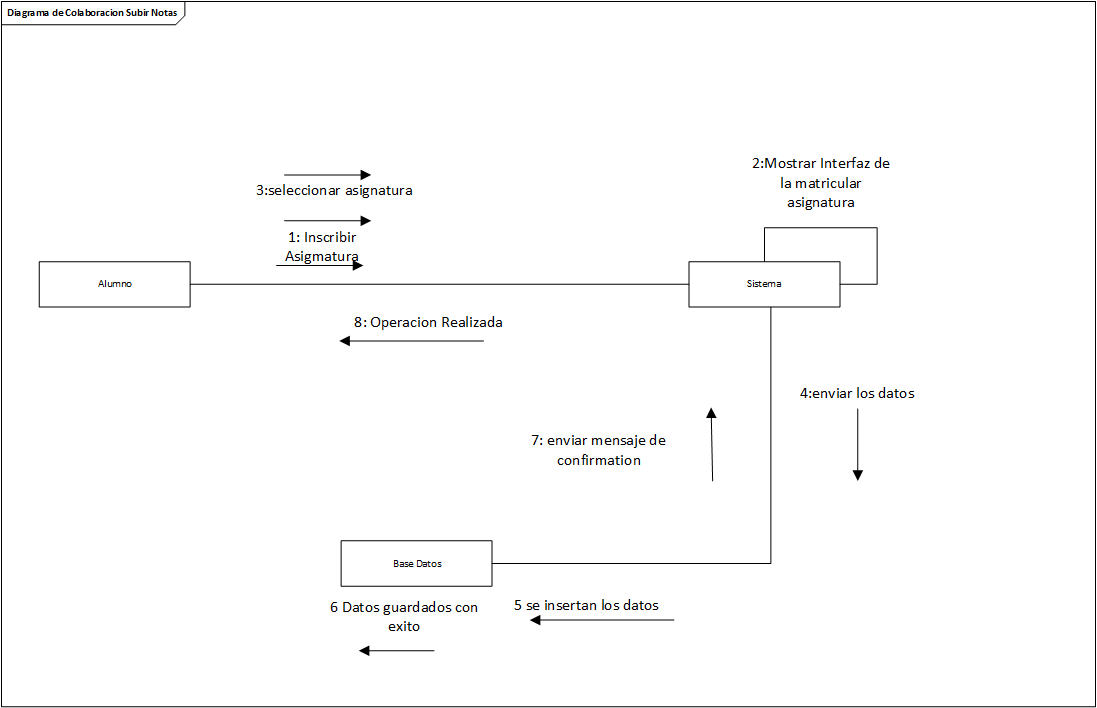 Diagrama de Colaboracion Subir Notas
2:Mostrar Interfaz de
la matricular
asignatura
3:seleccionar asignatura
1: Inscribir
Asigmatura
Alumno
Sistema
8: Operacion Realizada
4:enviar los datos
7: enviar mensaje de
confirmation
Base Datos
6 Datos guardados con
exito
5 se insertan los datos